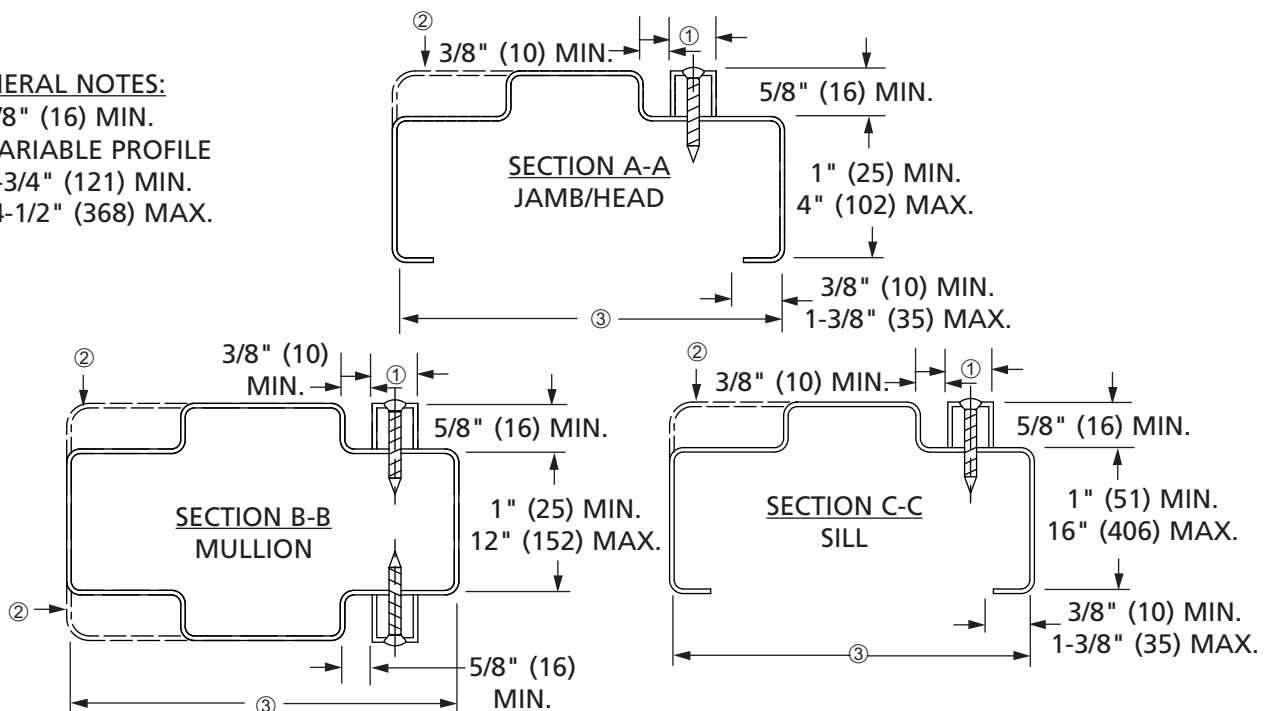 ②
3/8" (10) MIN.
①
5/8" (16) MIN.
NERAL NOTES:
/8" (16) MIN.
ARIABLE PROFILE
-3/4" (121) MIN.
4-1/2" (368) MAX.
SECTION A-A
JAMB/HEAD
1" (25) MIN.
4" (102) MAX.
3/8" (10) MIN.
1-3/8" (35) MAX.
③
②
3/8" (10)
MIN.
①
5/8" (16) MIN.
SECTION B-B
MULLION
1" (25) MIN.
12" (152) MAX.
②
5/8" (16)
MIN.
③
②
3/8" (10) MIN.
①
5/8" (16) MIN.
SECTION C-C
SILL
1" (51) MIN.
16" (406) MAX.
3/8" (10) MIN.
1-3/8" (35) MAX.
③